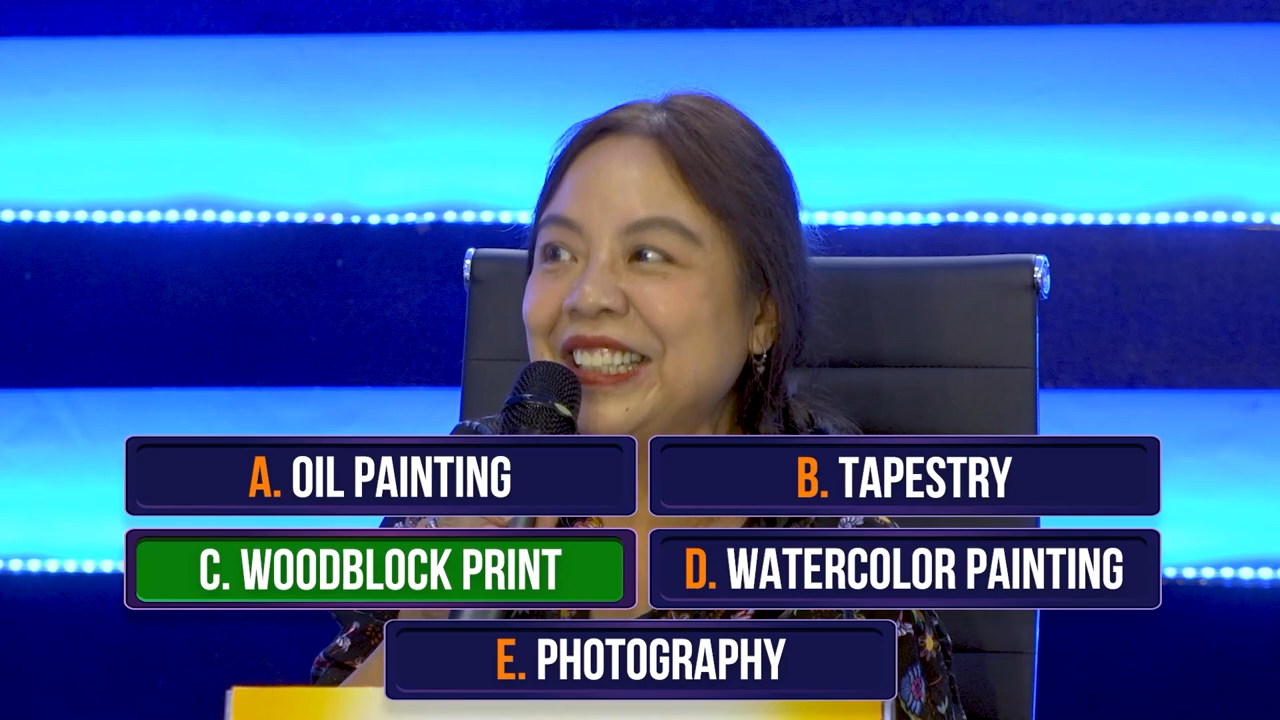 A. OIL PAINTING
B. TAPESTRY
C. WOODBLOCK PRINT
D. WATERCOLOR PAINTING
E. PHOTOGRAPHY